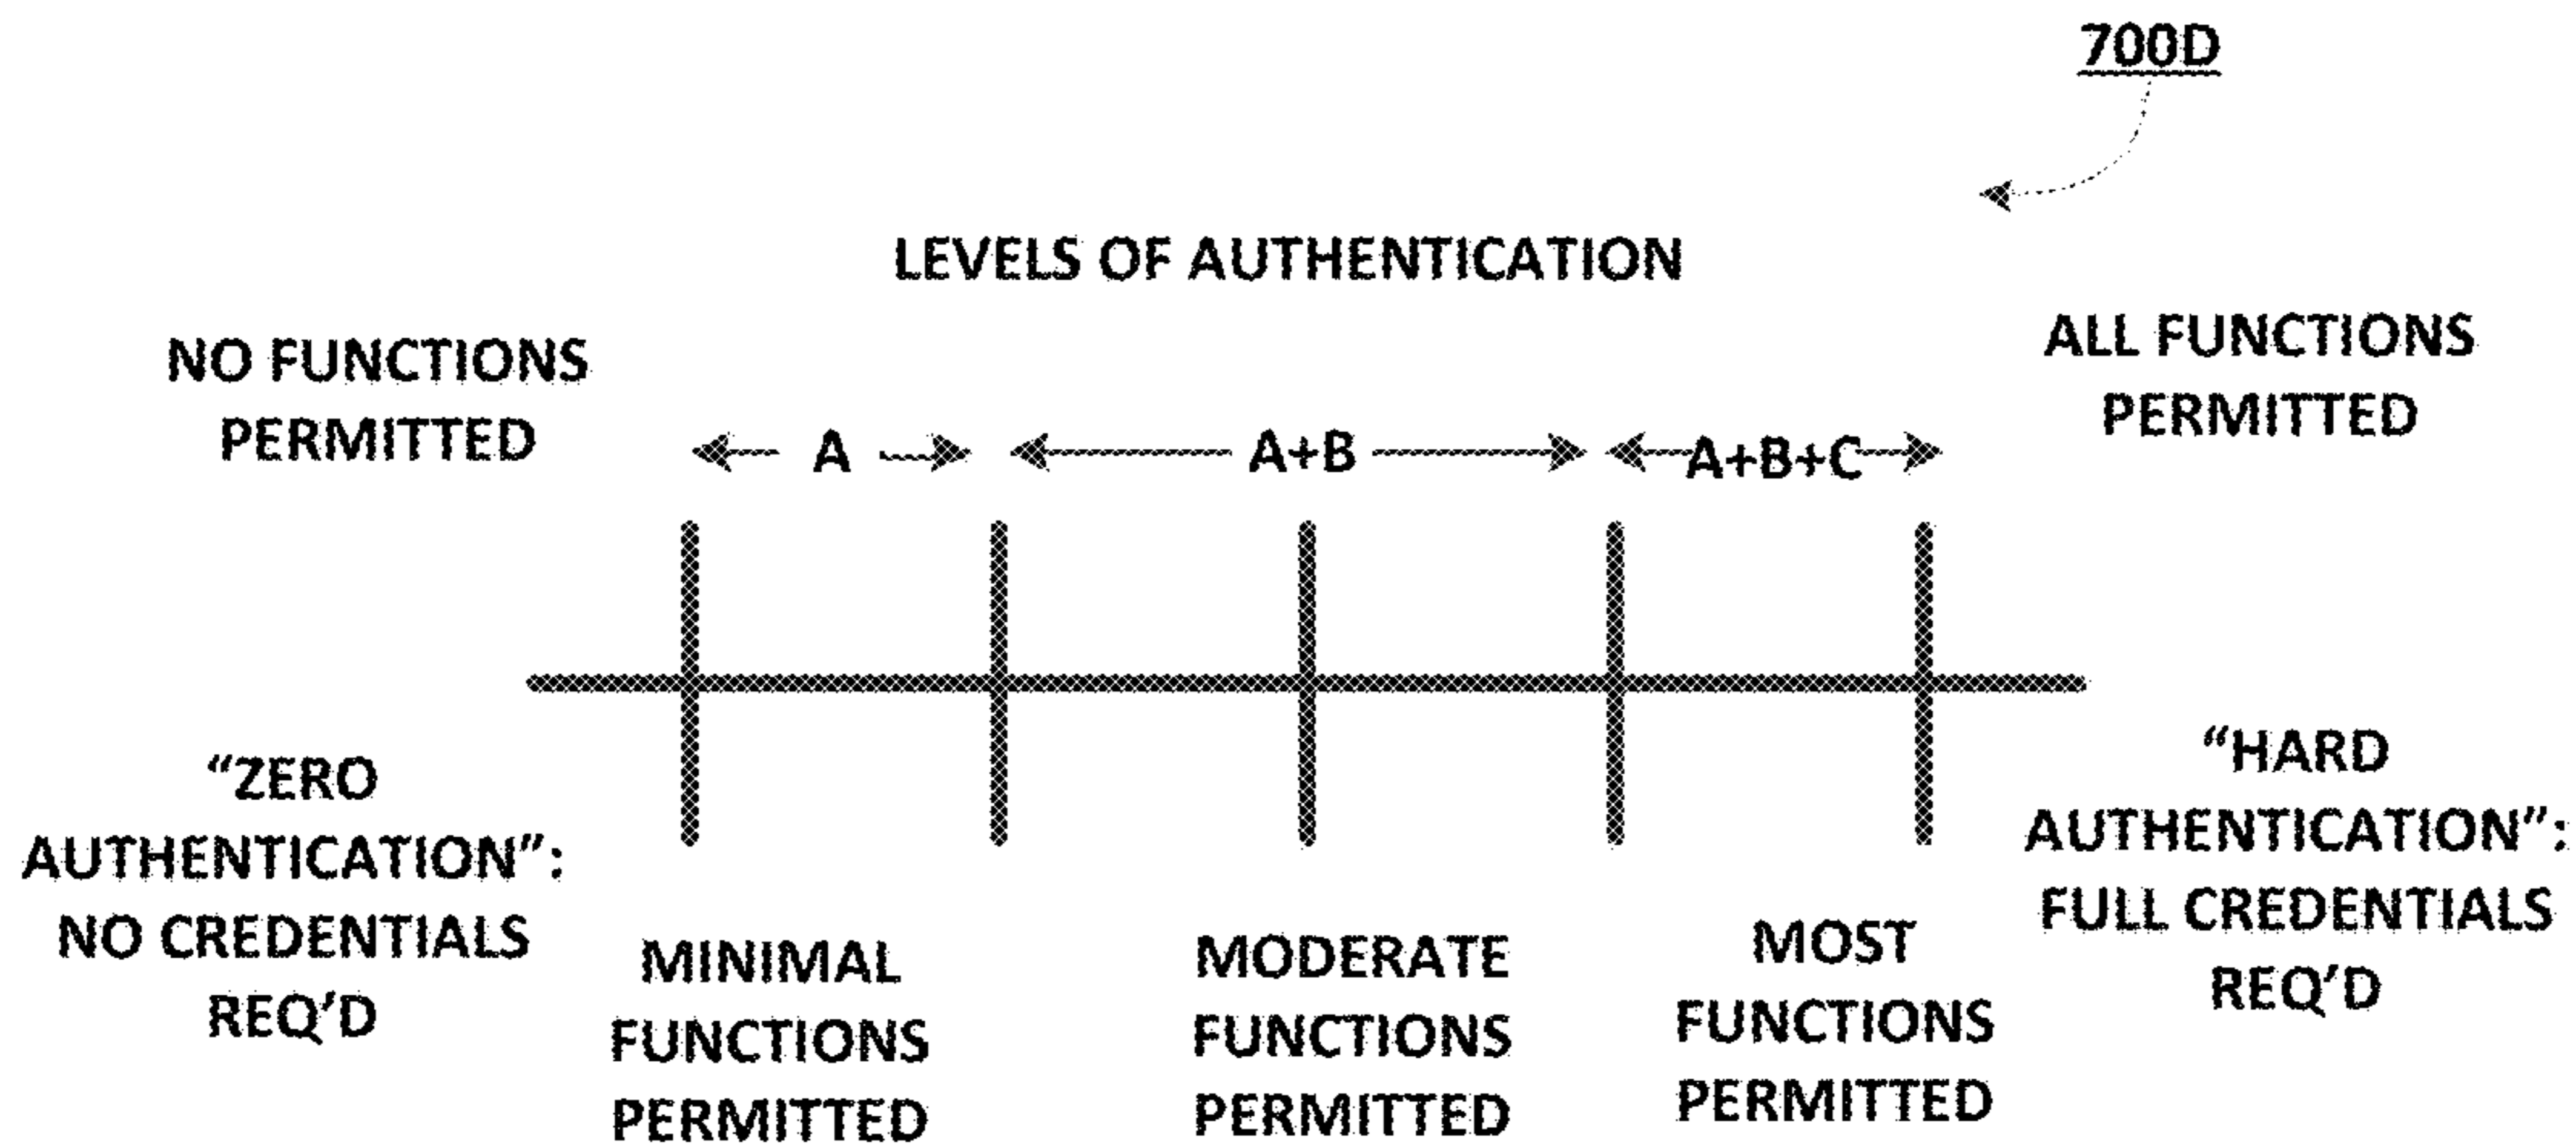 700D
LEVELS OF AUTHENTICATION
NO FUNCTIONS
PERMITTED
ALL FUNCTIONS
PERMITTED
A
A+B
A+B+C
“ZERO
AUTHENTICATION”:
NO CREDENTIALS
REQ’D
MINIMAL
FUNCTIONS
PERMITTED
MODERATE
FUNCTIONS
PERMITTED
MOST
FUNCTIONS
PERMITTED
“HARD
AUTHENTICATION”:
FULL CREDENTIALS
REQ’D